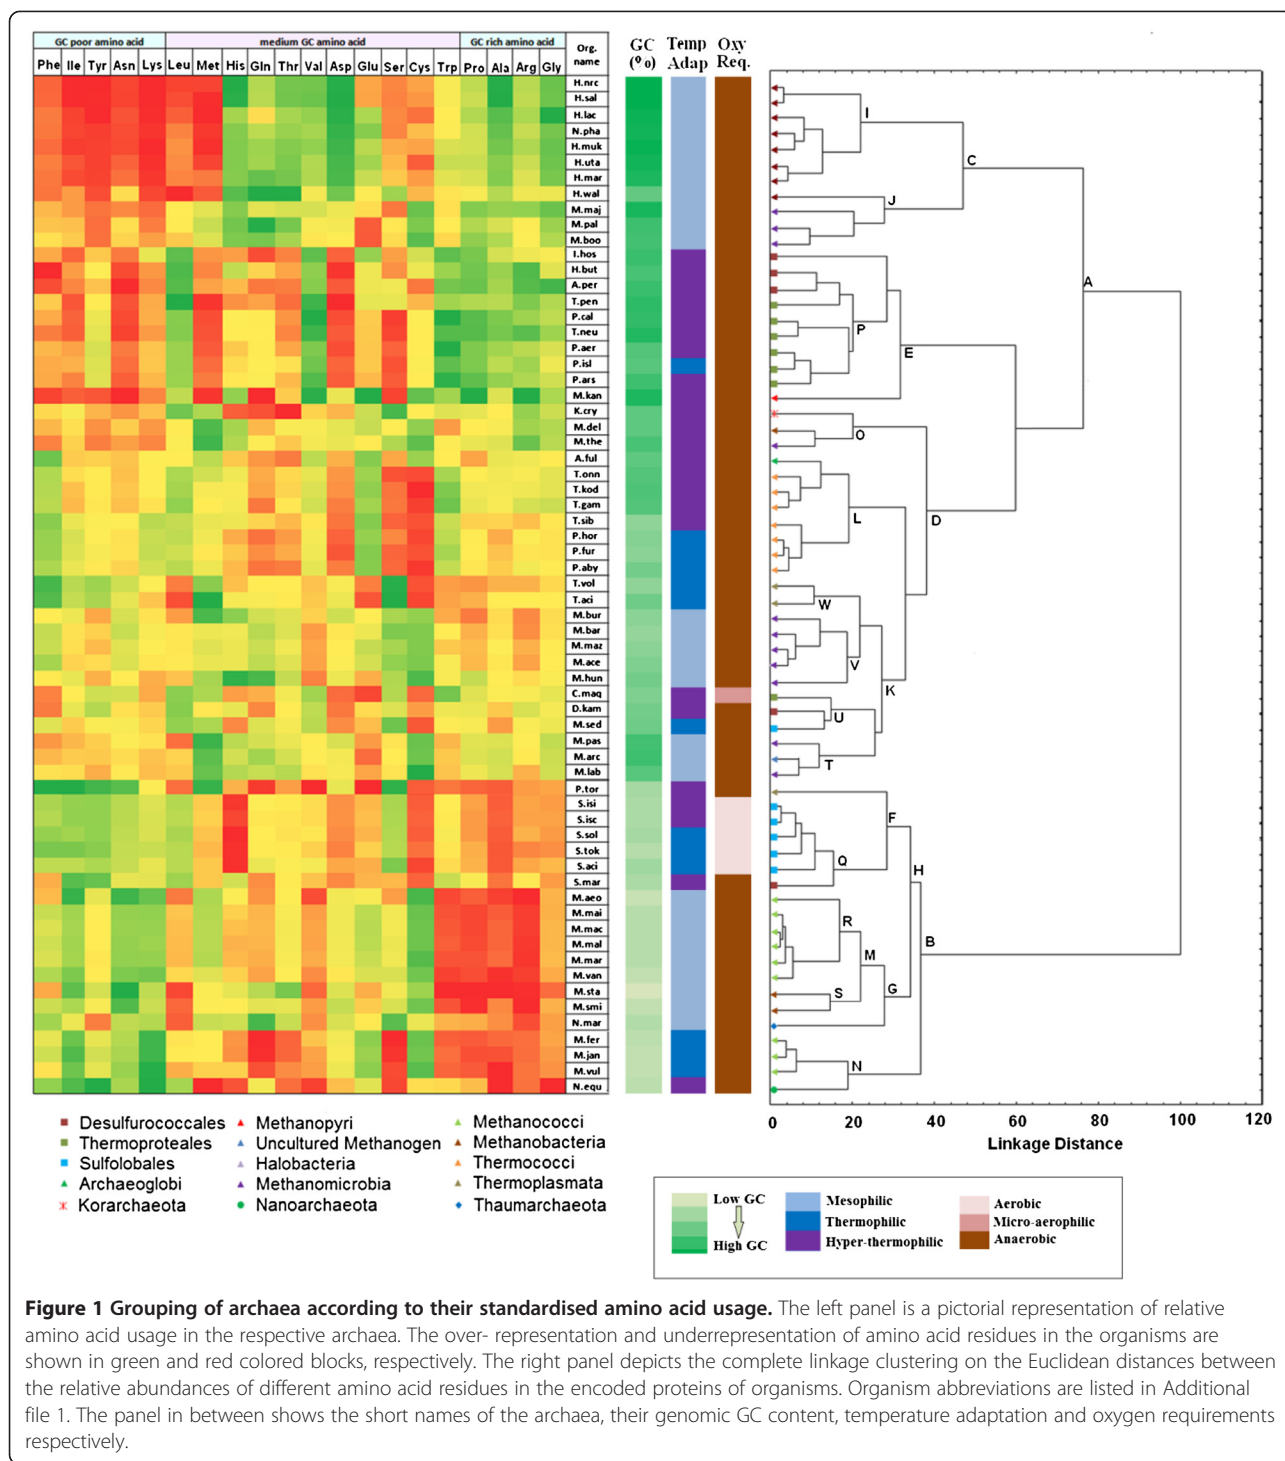 GC poor amino acid medium GC amino acid GC rich amino acid
Phe Ile Tyr Asn Lys Leu Met His Gln Thr Val Asp Glu Ser Cys Trp Pro Ala Arg Gly
Org. name
GC (%)
Temp Adap
Oxy Req.
H.nrc
H.sal
H.lac
N.pha
H.muk
H.uta
H.mar
H.wal
M.maj
M.pal
M.boo
I.hos
H.but
A.per
T.pen
P.cal
T.neu
P.aer
P.isl
P.ars
M.kan
K.cry
M.del
M.the
A.ful
T.onn
T.kod
T.gam
T.sib
P.hor
P.fur
P.aby
T.vol
T.aci
M.bur
M.bar
M.maz
M.ace
M.hun
C.maq
D.kam
M.sed
M.pas
M.arc
M.lab
P.tor
S.isi
S.isc
S.sol
S.tok
S.aci
S.mar
M.aeo
M.mai
M.mac
M.mal
M.mar
M.van
M.sta
M.smi
N.mar
M.fer
M.jan
M.vul
N.equ
I
C
J
A
P
E
O
L
D
W
V
K
U
T
F
Q
H
R
B
M
S
G
N
0 20 40 60 80 100 120
Linkage Distance
Desulfurococcales Methanopyri Methanococci
Thermoproteales Uncultured Methanogen Methanobacteria
Sulfolobales Halobacteria Thermococci
Archaeoglobi Methanomicrobia Thermoplasmata
Korarchaeota Nanoarchaeota Thaumarchaeota
Low GC Mesophilic Aerobic
Thermophilic Micro-aerophilic
High GC Hyper-thermophilic Anaerobic
Figure 1 Grouping of archaea according to their standardised amino acid usage. The left panel is a pictorial representation of relative
amino acid usage in the respective archaea. The over- representation and underrepresentation of amino acid residues in the organisms are
shown in green and red colored blocks, respectively. The right panel depicts the complete linkage clustering on the Euclidean distances between
the relative abundances of different amino acid residues in the encoded proteins of organisms. Organism abbreviations are listed in Additional
file 1. The panel in between shows the short names of the archaea, their genomic GC content, temperature adaptation and oxygen requirements
respectively.